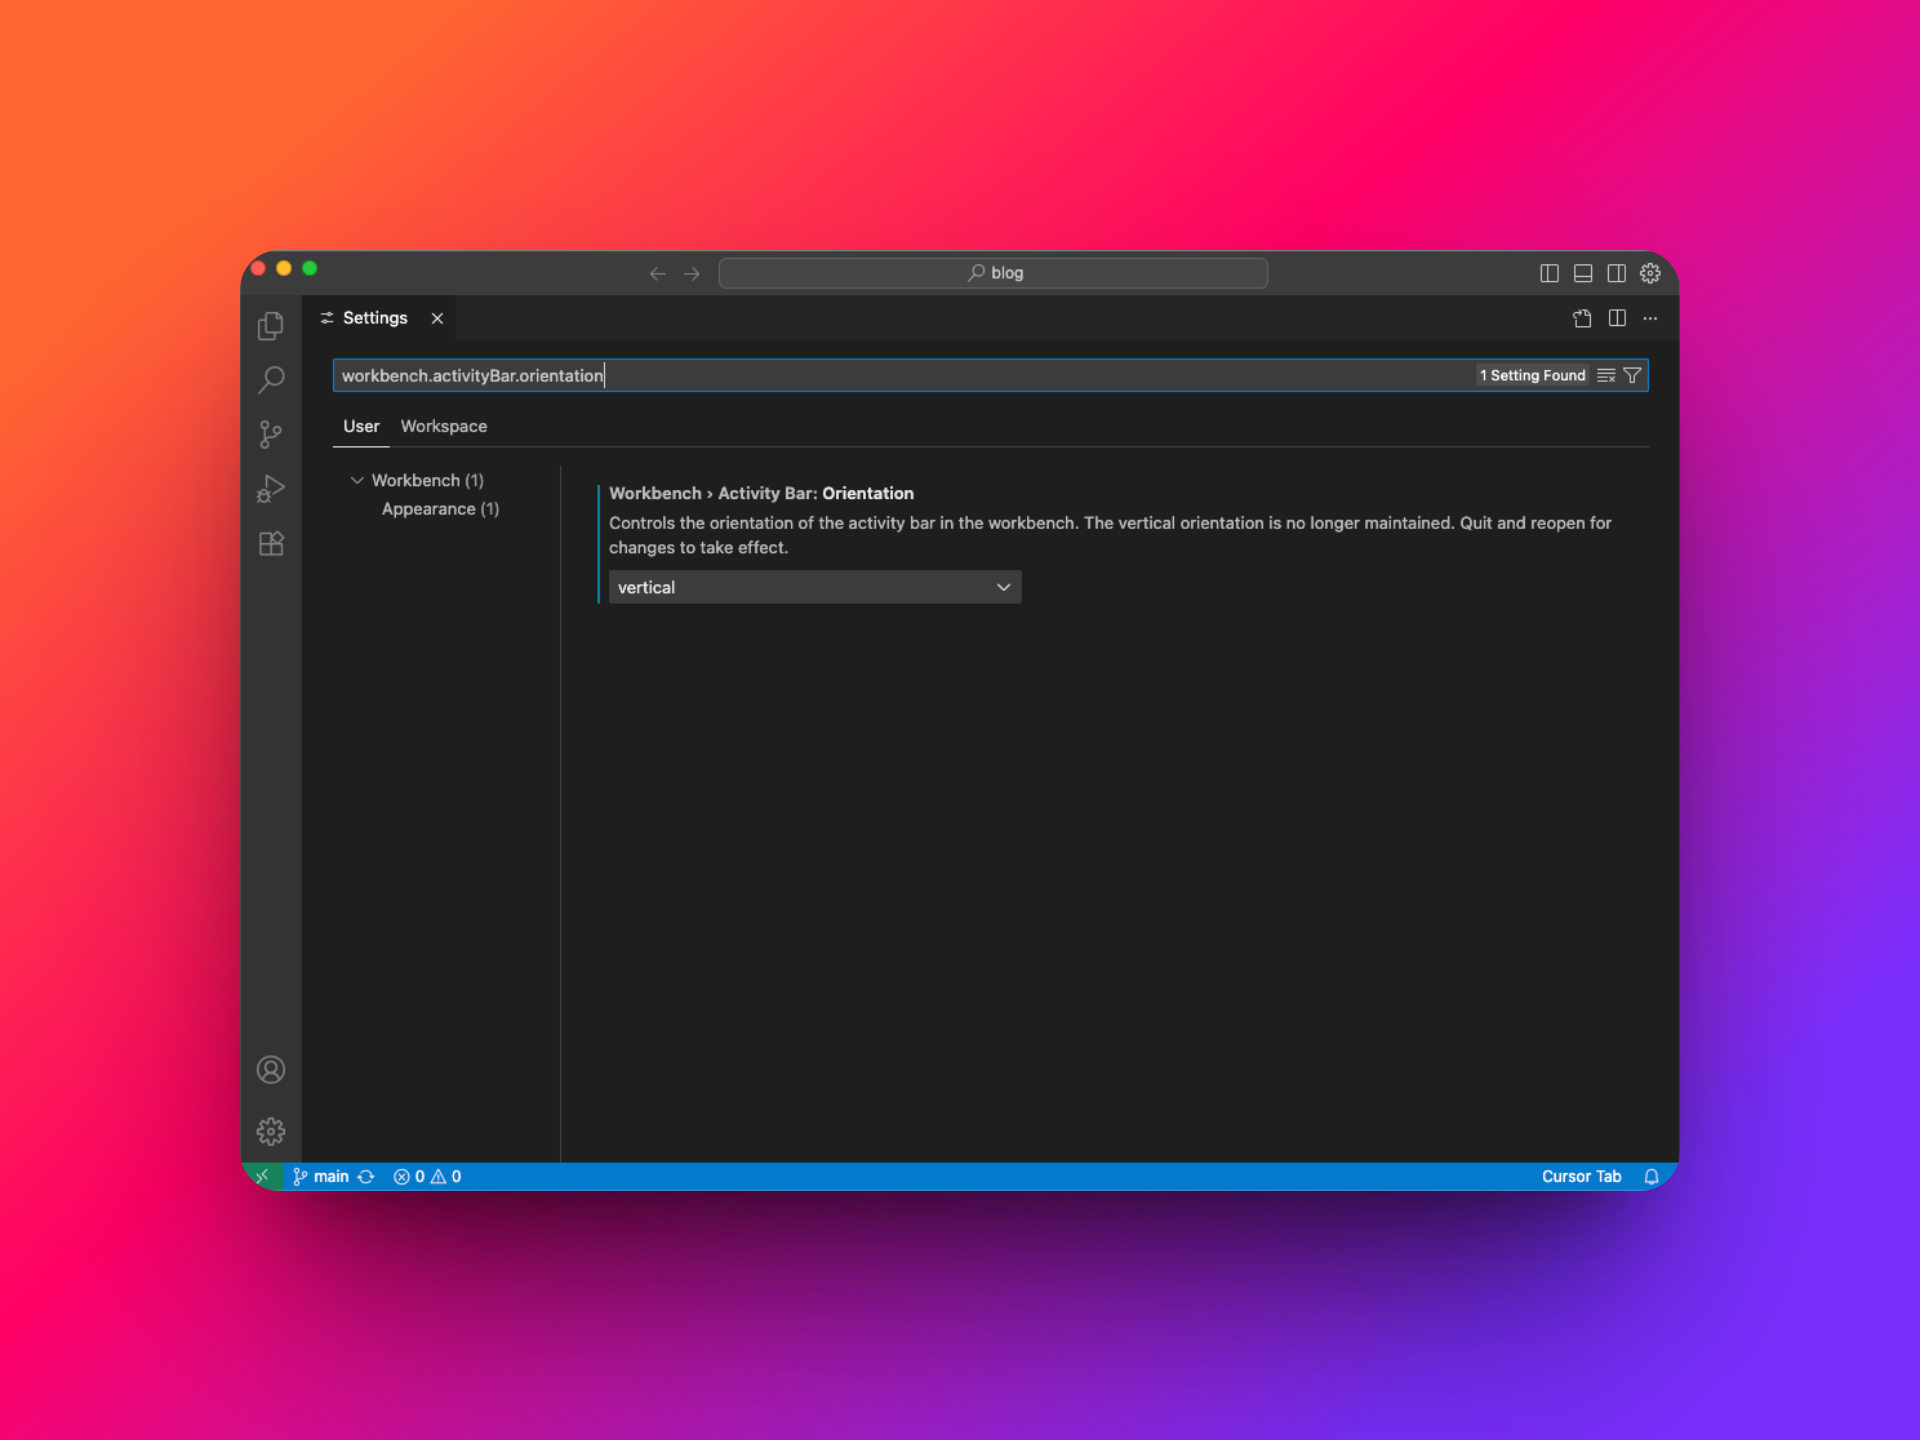 blog
Settings
workbench.activityBar.orientation
1 Setting Found
User Workspace
Workbench (1)
Appearance (1)
Workbench › Activity Bar: Orientation
Controls the orientation of the activity bar in the workbench. The vertical orientation is no longer maintained. Quit and reopen for
changes to take effect.
vertical
main 0 0 Cursor Tab